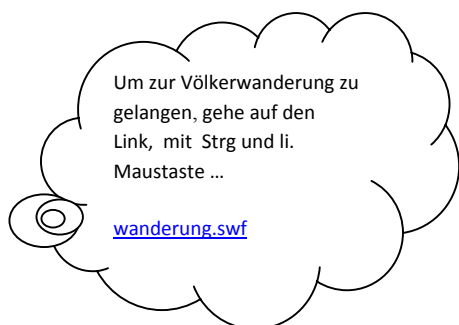 Um zur Völkerwanderung zu
gelangen, gehe auf den
Link, mit Strg und li.
Maustaste …
wanderung.swf